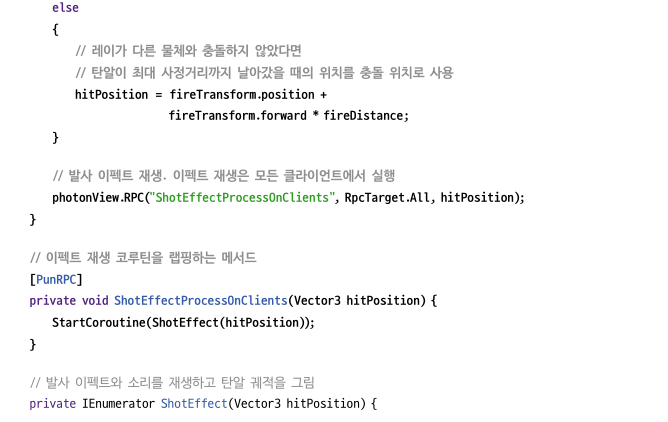 else
{
// 레이가 다른 물체와 충돌하지 않았다면
// 탄알이 최대 사정거리까지 날아갔을 때의 위치를 충돌 위치로 사용
hitPosition = fireTransform.position +
fireTransform.forward * fireDistance;
}
// 발사 이펙트 재생. 이펙트 재생은 모든 클라이언트에서 실행
photonView.RPC("ShotEffectProcessOnClients", RpcTarget.All, hitPosition);
}
// 이펙트 재생 코루틴을 랩핑하는 메서드
[PunRPC]
private void ShotEffectProcessOnClients(Vector3 hitPosition) {
StartCoroutine(ShotEffect(hitPosition));
}
// 발사 이펙트와 소리를 재생하고 탄알 궤적을 그림
private IEnumerator ShotEffect(Vector3 hitPosition) {